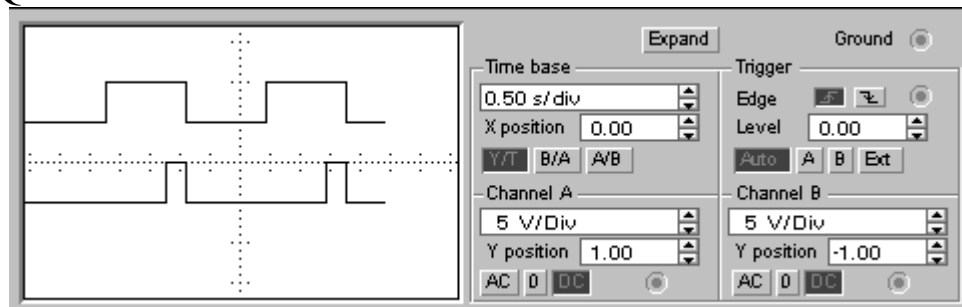 Expand Ground
Time base
0.50 s/div
X position 0.00
Y/T B/A A/B
Trigger
Edge
Level 0.00
Auto A B Ext
Channel A
5 V/Div
Y position 1.00
AC 0 DC
Channel B
5 V/Div
Y position -1.00
AC 0 DC